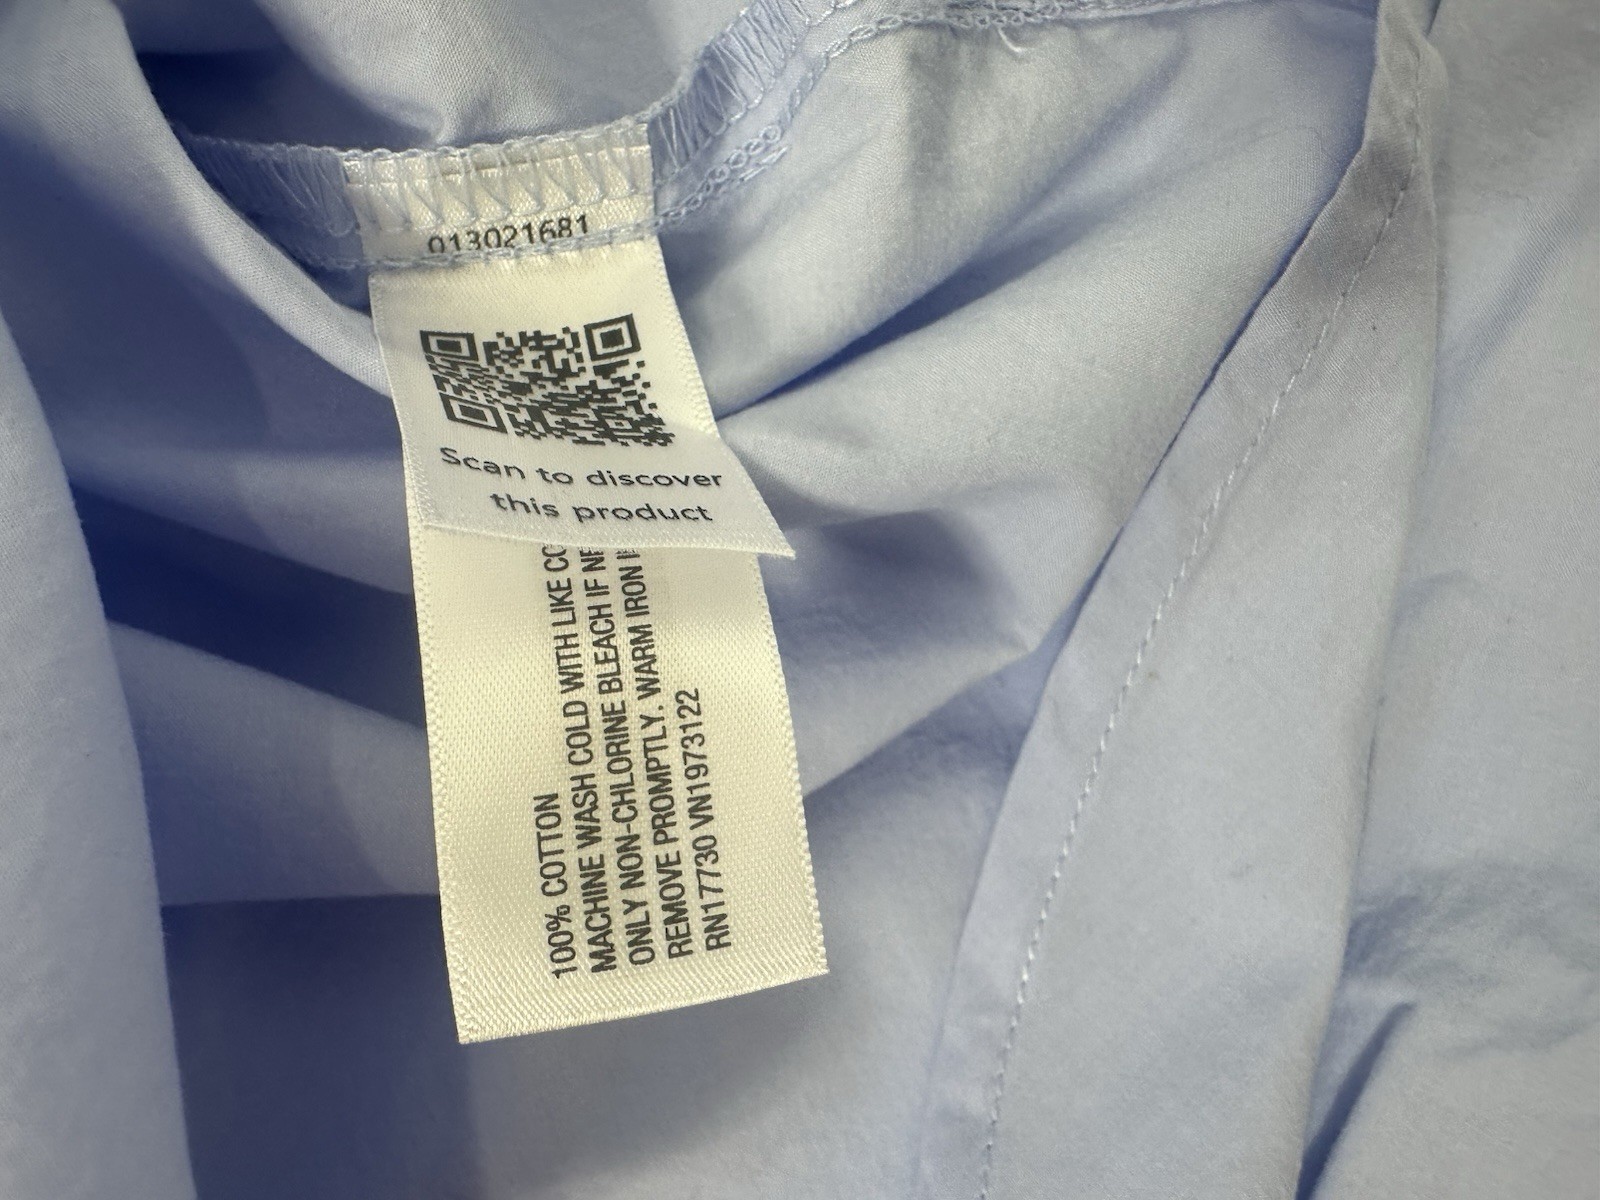 013021681
Scan to discover
this product
100% COTTON
MACHINE WASH COLD WITH LIKE
ONLY NON-CHLORINE BLEACH IF
REMOVE PROMPTLY. WARM IRON
RN17730 VN1973122